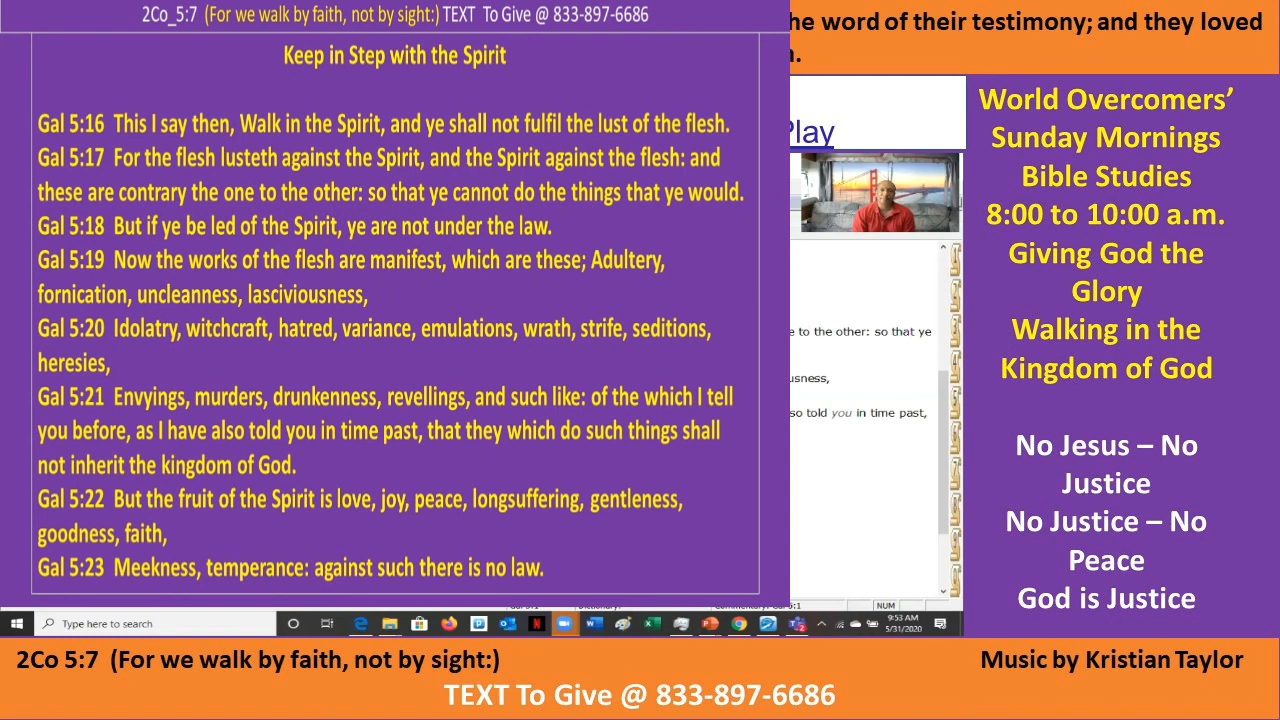 2Co_5:7 (For we walk by faith, not by sight:) TEXT To Give @ 833-897-6686
Keep in Step with the Spirit
Gal 5:16 This I say then, Walk in the Spirit, and ye shall not fulfil the lust of the flesh.
Gal 5:17 For the flesh lusteth against the Spirit, and the Spirit against the flesh: and
these are contrary the one to the other: so that ye cannot do the things that ye would.
Gal 5:18 But if ye be led of the Spirit, ye are not under the law.
Gal 5:19 Now the works of the flesh are manifest, which are these; Adultery,
fornication, uncleanness, lasciviousness,
Gal 5:20 Idolatry, witchcraft, hatred, variance, emulations, wrath, strife, seditions,
heresies,
Gal 5:21 Envyings, murders, drunkenness, revellings, and such like: of the which I tell
you before, as I have also told you in time past, that they which do such things shall
not inherit the kingdom of God.
Gal 5:22 But the fruit of the Spirit is love, joy, peace, longsuffering, gentleness,
goodness, faith,
Gal 5:23 Meekness, temperance: against such there is no law.
he word of their testimony; and they loved
Play
e to the other: so that ye
usness,
so told you in time past,
NUM
Type here to search
9:53 AM
5/31/2020
World Overcomers’
Sunday Mornings
Bible Studies
8:00 to 10:00 a.m.
Giving God the
Glory
Walking in the
Kingdom of God
No Jesus – No
Justice
No Justice – No
Peace
God is Justice
2Co 5:7 (For we walk by faith, not by sight:)
Music by Kristian Taylor
TEXT To Give @ 833-897-6686